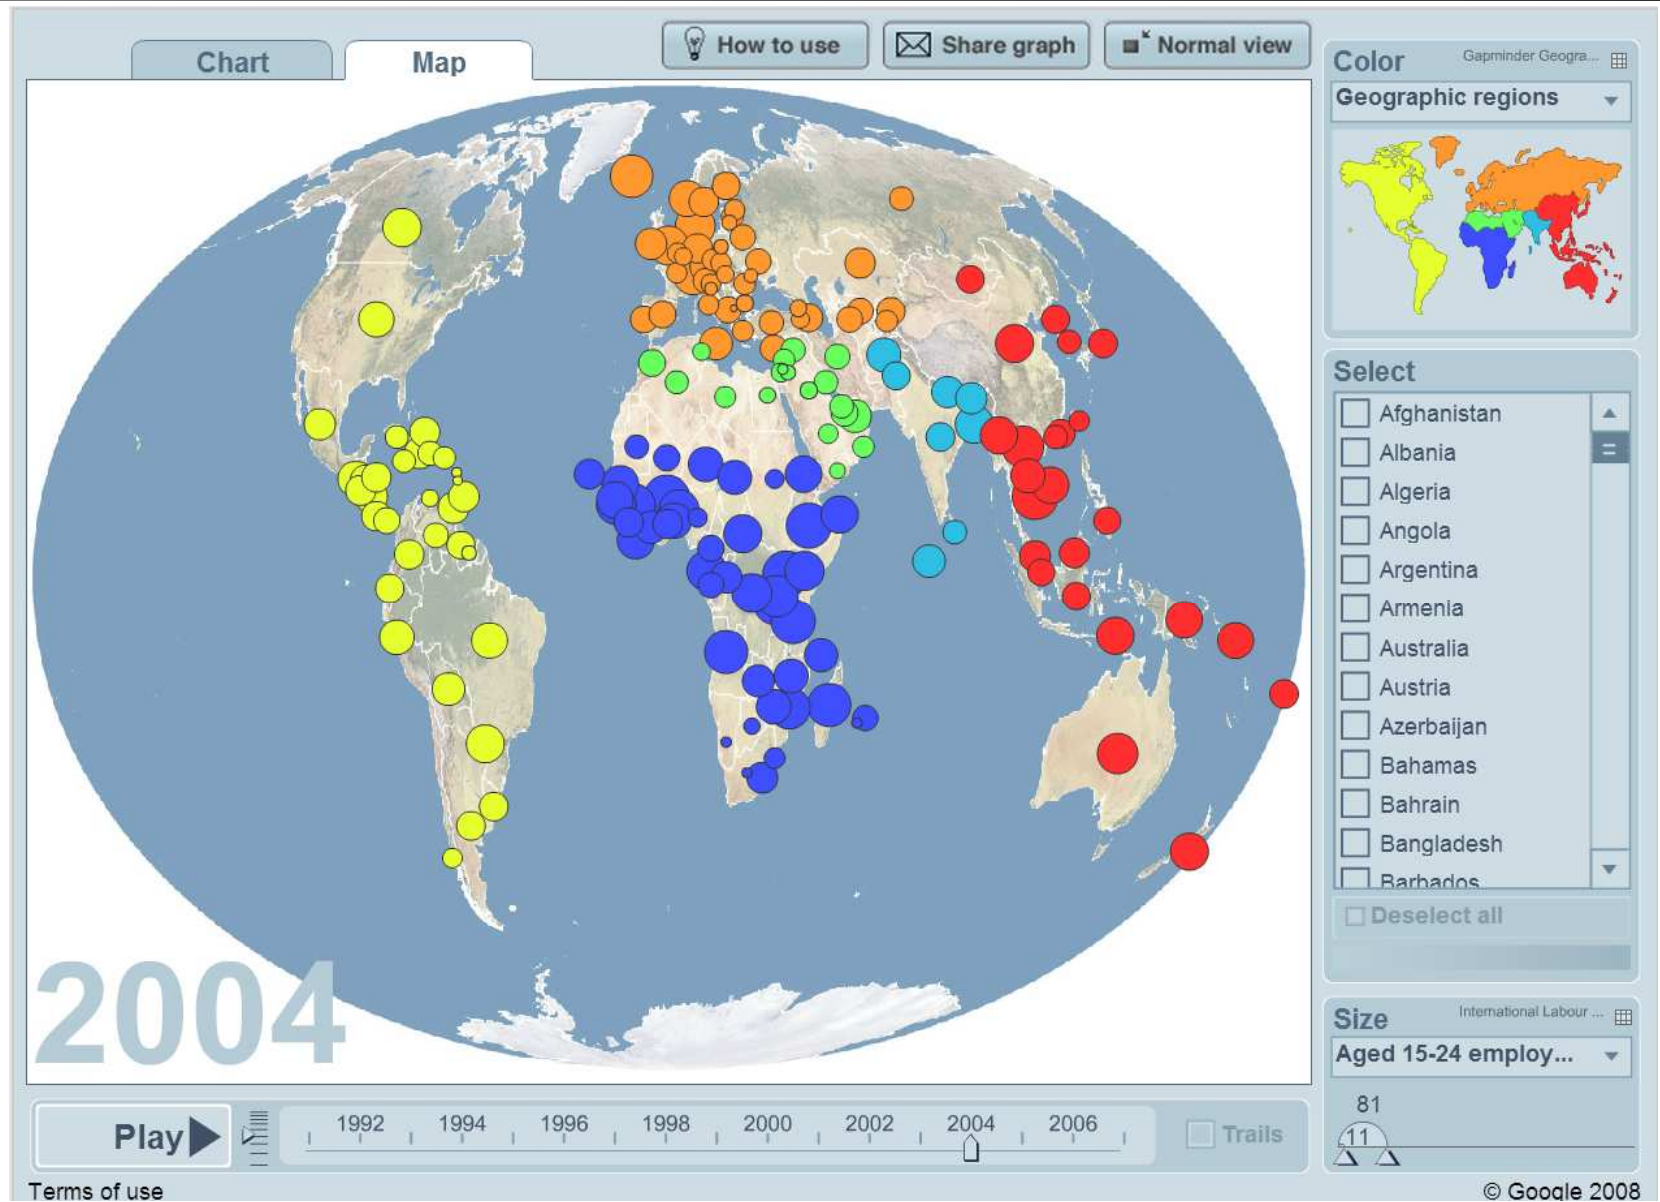 Chart
Map
How to use
Share graph
Normal view
Color
Gapminder Geogra...
Geographic regions
Select
Afghanistan
Albania
Algeria
Angola
Argentina
Armenia
Australia
Austria
Azerbaijan
Bahamas
Bahrain
Bangladesh
Barbados
Deselect all
2004
Size
International Labour ...
Aged 15-24 employ...
81
11
Play
1992 1994 1996 1998 2000 2002 2004 2006
Trails
Terms of use
© Google 2008